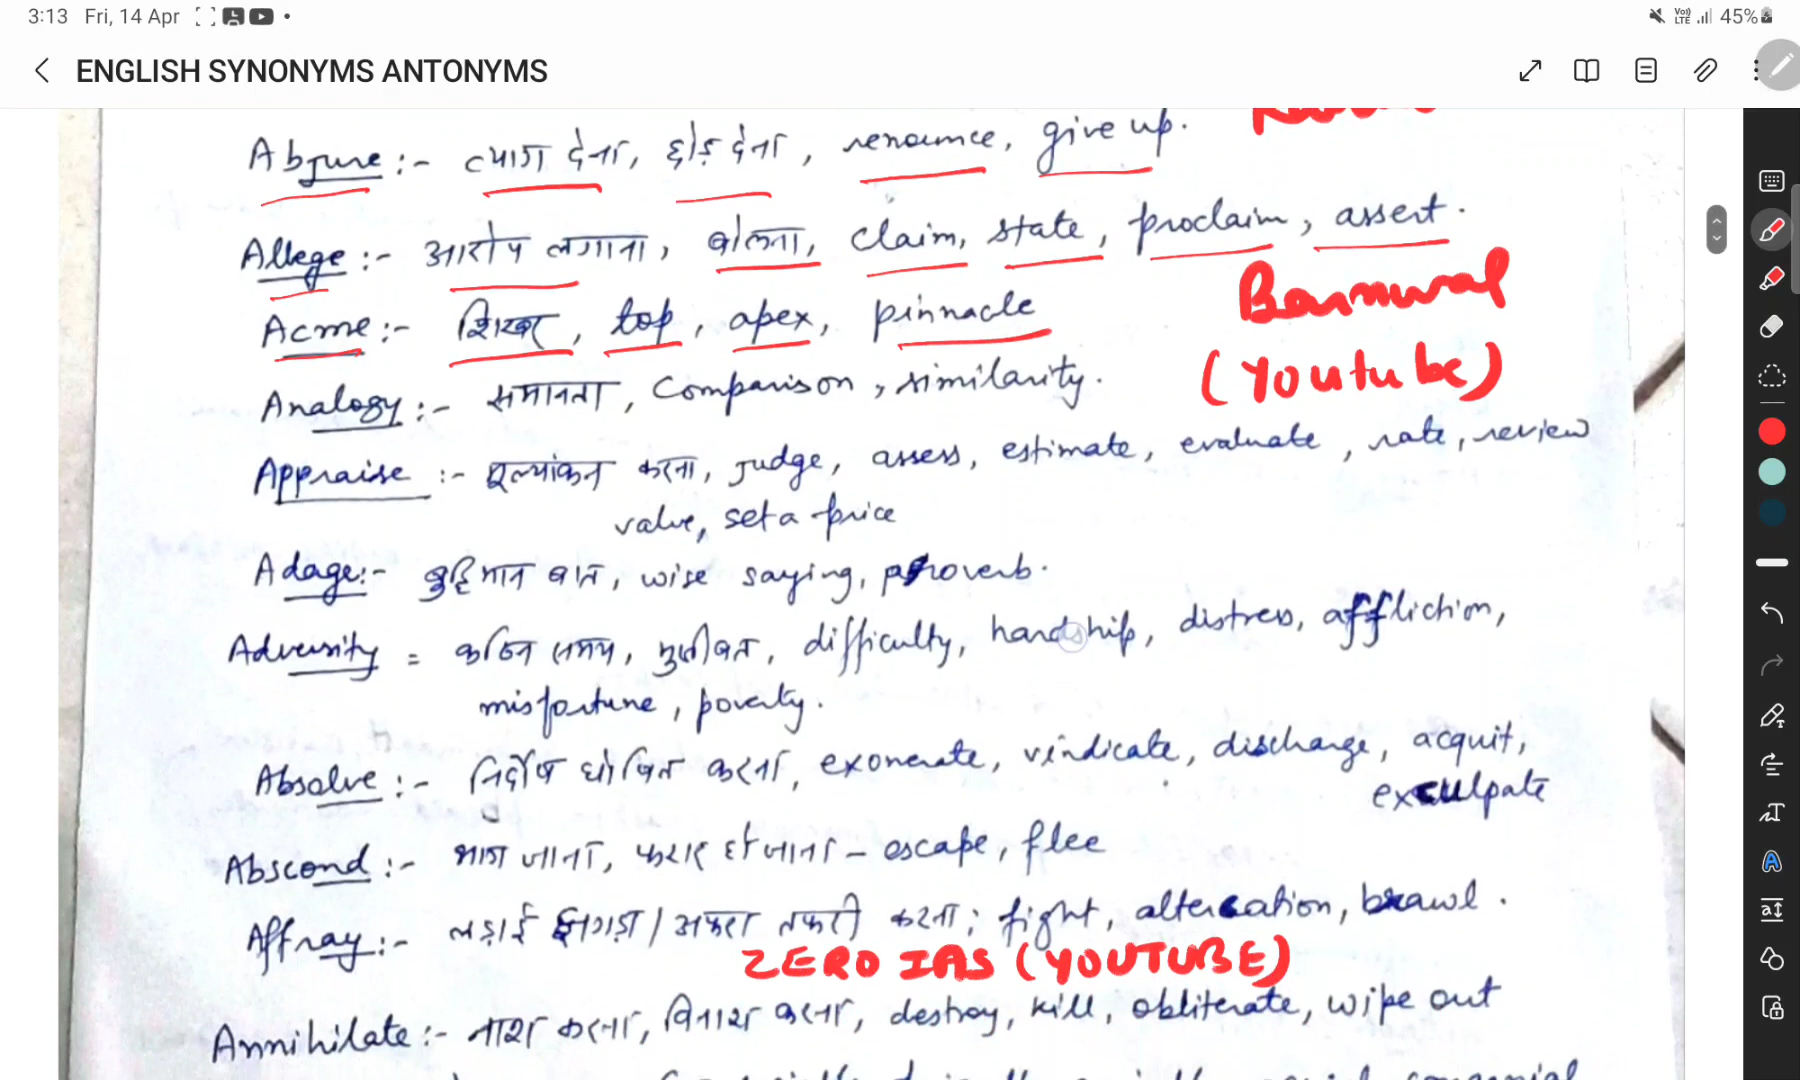 3:13 Fri, 14 Apr
45%
ENGLISH SYNONYMS ANTONYMS
Abjure :- त्याग देना, छोड़ देना, renounce, give up.
Allege :- आरोप लगाना, बोलना, claim, state, proclaim, assert.
Barnwal
Acme :- शिखर, top, apex, pinnacle
(Youtube)
Analogy :- समानता, comparison, similarity.
Appraise :- मूल्यांकन करना, judge, assess, estimate, evaluate, rate, review
value, set a price
Adage :- बुद्धिमान बात, wise saying, proverb.
Adversity = कठिन समय, मुसीबत, difficulty, hardship, distress, affliction,
misfortune, poverty.
Absolve :- निर्दोष घोषित करना, exonerate, vindicate, discharge, acquit,
exculpate
Abscond :- भाग जाना, फरार हो जाना - escape, flee
Affray :- लड़ाई झगड़ा / अफरा तफरी करना; fight, altercation, brawl.
ZERO IAS (YOUTUBE)
Annihilate :- नाश करना, विनाश करना, destroy, kill, obliterate, wipe out